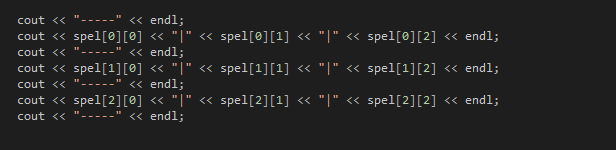 cout << "-----" << endl;
cout << spel[0][0] << "|" << spel[0][1] << "|" << spel[0][2] << endl;
cout << "-----" << endl;
cout << spel[1][0] << "|" << spel[1][1] << "|" << spel[1][2] << endl;
cout << "-----" << endl;
cout << spel[2][0] << "|" << spel[2][1] << "|" << spel[2][2] << endl;
cout << "-----" << endl;